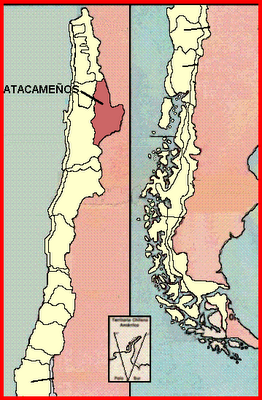 ATACAMEÑOS
Territorio Chileno
Antártico
Polo Sur